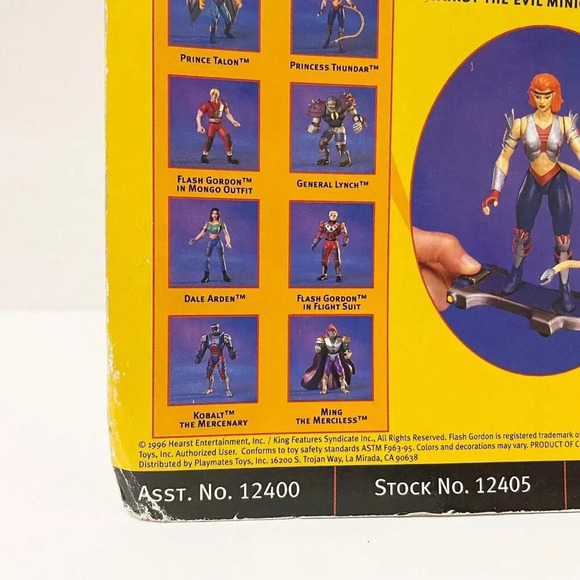 THE EVIL
PRINCE TALON™ PRINCESS THUNDAR™
FLASH GORDON™ GENERAL LYNCH™
IN MONGO OUTFIT
DALE ARDEN™ FLASH GORDON™
IN FLIGHT SUIT
KOBALT™ MING
THE MERCENARY THE MERCILESS™
© 1996 Hearst Entertainment, Inc. / King Features Syndicate Inc., All Rights Reserved. Flash Gordon is registered trademark
Toys, Inc. Authorized User. Conforms to toy safety standards ASTM F963-95. Colors and decorations may vary. PRODUCT OF
Distributed by Playmates Toys, Inc. 16200 S. Trojan Way, La Mirada, CA 90638
ASST. NO. 12400 STOCK NO. 12405